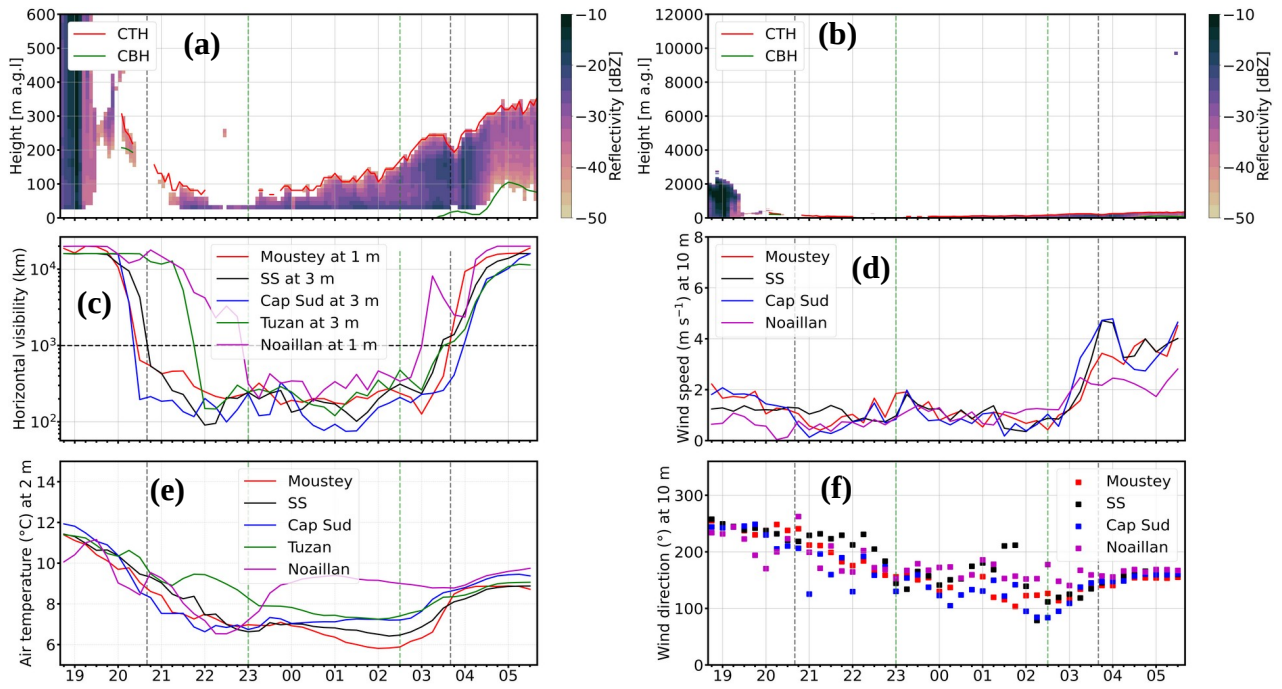 (a)
CTH
CBH
Height [m a.g.l]
600
500
400
300
200
100
0
−10
−20
−30
−40
−50
Reflectivity [dBZ]
(b)
CTH
CBH
Height [m a.g.l]
12000
10000
8000
6000
4000
2000
0
−10
−20
−30
−40
−50
Reflectivity [dBZ]
(c)
Moustey at 1 m
SS at 3 m
Cap Sud at 3 m
Tuzan at 3 m
Noaillan at 1 m
Horizontal visibility (km)
10⁴
10³
10²
(d)
Moustey
SS
Cap Sud
Noaillan
Wind speed (m s⁻¹) at 10 m
8
6
4
2
0
(e)
Moustey
SS
Cap Sud
Tuzan
Noaillan
Air temperature (°C) at 2 m
14
12
10
8
6
19 20 21 22 23 00 01 02 03 04 05
(f)
Moustey
SS
Cap Sud
Noaillan
Wind direction (°) at 10 m
300
200
100
0
19 20 21 22 23 00 01 02 03 04 05